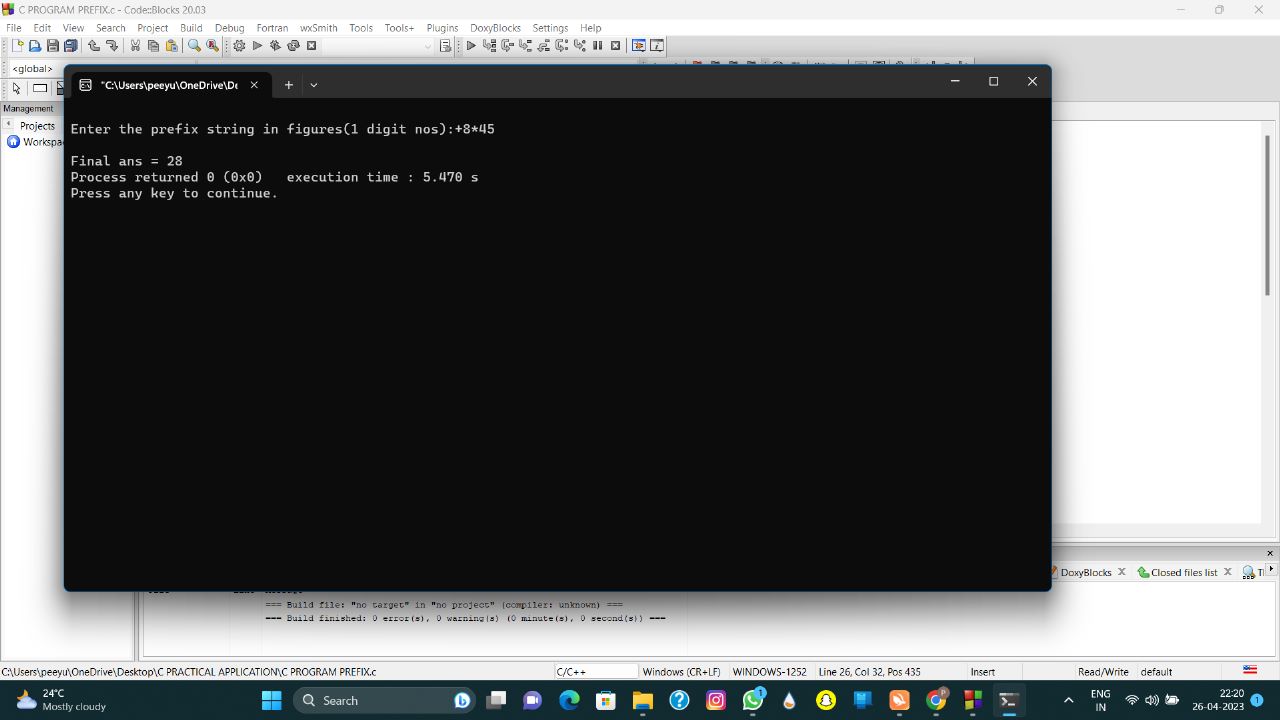 C PROGRAM PREFIX.c - Code::Blocks 20.03
File Edit View Search Project Build Debug Fortran wxSmith Tools Tools+ Plugins DoxyBlocks Settings Help
<global>
"C:\Users\peeyu\OneDrive\De
Management
Projects
Workspa
Enter the prefix string in figures(1 digit nos):+8*45
Final ans = 28
Process returned 0 (0x0)   execution time : 5.470 s
Press any key to continue.
DoxyBlocks
Closed files list
=== Build file: "no target" in "no project" (compiler: unknown) ===
=== Build finished: 0 error(s), 0 warning(s) (0 minute(s), 0 second(s)) ===
C:\Users\peeyu\OneDrive\Desktop\C PRACTICAL APPLICATION\C PROGRAM PREFIX.c C/C++ Windows (CR+LF) WINDOWS-1252 Line 26, Col 32, Pos 435 Insert Read/Write default
24°C
Mostly cloudy
Search
1
P
ENG
IN
22:20
26-04-2023
1